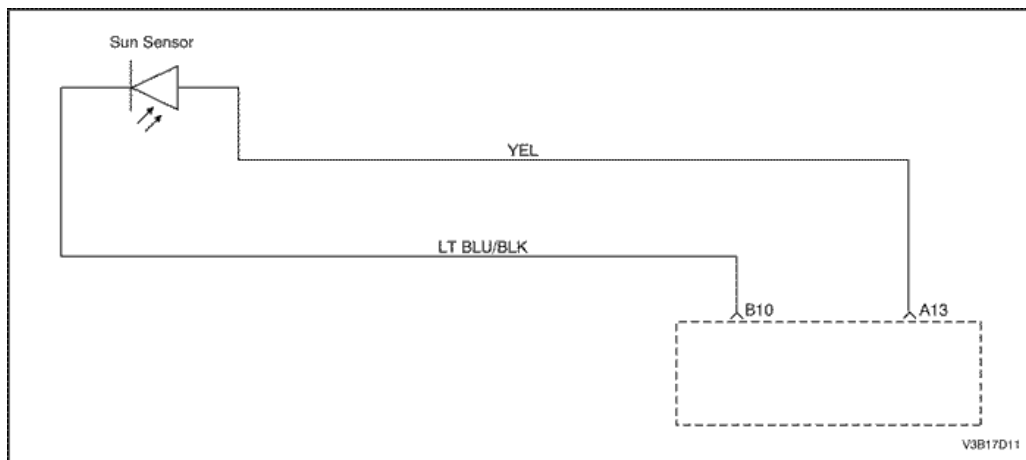 Sun Sensor
YEL
LT BLU/BLK
B10
A13
V3B17D11